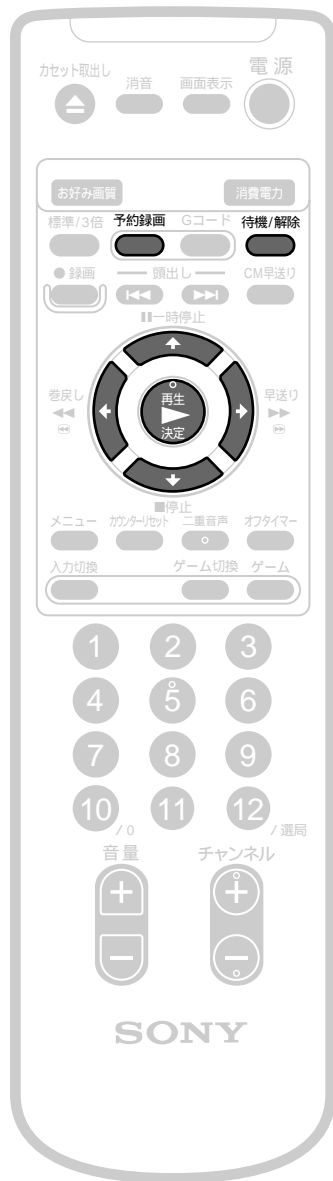 カセット取出し 消音 画面表示 電源
お好み画質 消費電力
標準/3倍 予約録画 Gコード 待機/解除
●録画 頭出し CM早送り
一時停止
巻戻し 再生 早送り
決定
■停止
メニュー カウンターリセット 二重音声 オフタイマー
入力切換 ゲーム切換 ゲーム
1 2 3
4 5 6
7 8 9
10/0 11 12/選局
音量 チャンネル
+ +
− −
SONY